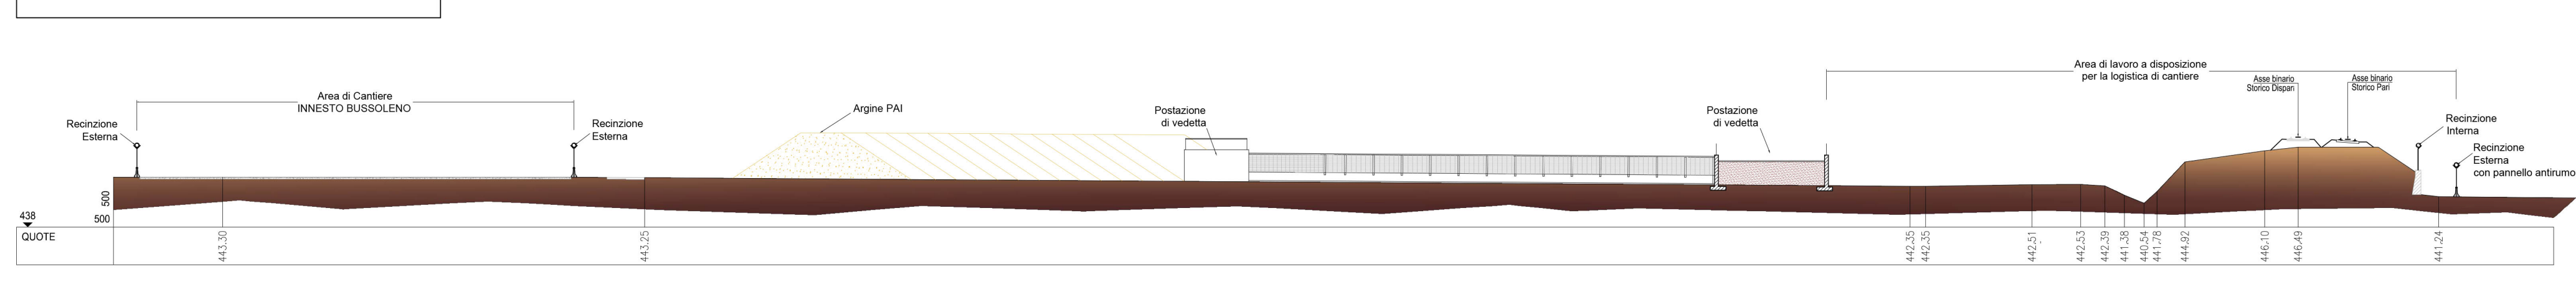 Area di Cantiere
INNESTO BUSSOLENO
Recinzione
Esterna
Recinzione
Esterna
Argine PAI
Postazione
di vedetta
Postazione
di vedetta
Area di lavoro a disposizione
per la logistica di cantiere
Asse binario
Storico Dispari
Asse binario
Storico Pari
Recinzione
Interna
Recinzione
Esterna
con pannello antirumo
500
500
438
QUOTE
443.30
443.25
442.35
442.35
442.51
442.53
442.39
441.38
440.54
441.78
444.92
446.10
446.49
441.24